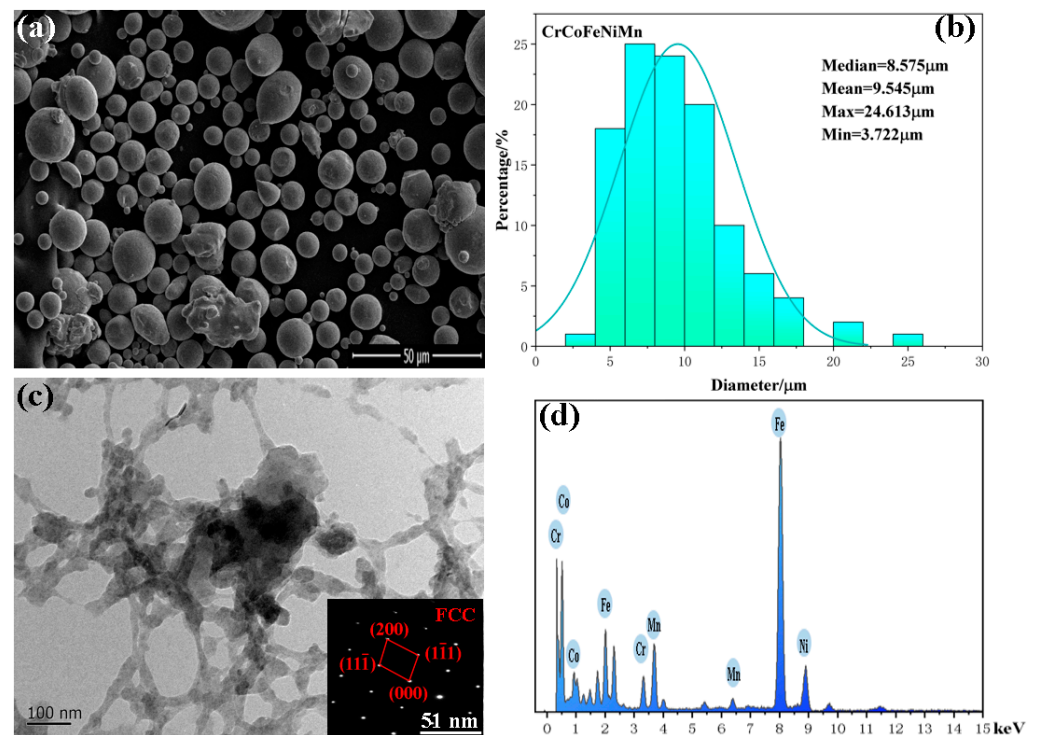 (a)
50 μm
(b)
CrCoFeNiMn
Median=8.575μm
Mean=9.545μm
Max=24.613μm
Min=3.722μm
Percentage/%
25
20
15
10
5
0
0 5 10 15 20 25 30
Diameter/μm
(c)
FCC
(200)
(111̄) (11̄1)
(000)
100 nm
51 nm
(d)
Fe
Co
Cr
Fe
Mn
Co
Cr
Mn
Ni
0 1 2 3 4 5 6 7 8 9 10 11 12 13 14 15 keV